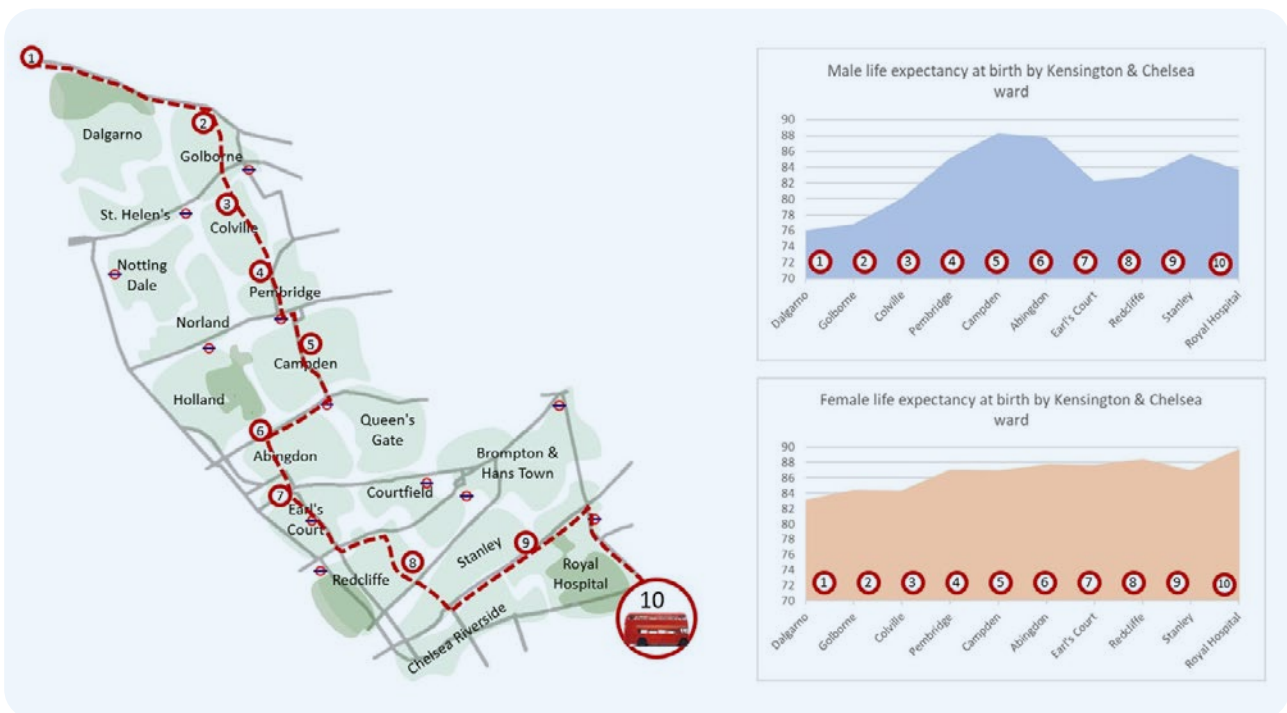 1
Dalgarno
2
Golborne
3
St. Helen's
Colville
Notting
Dale
4
Pembridge
Norland
5
Campden
Holland
Queen's
Gate
6
Abingdon
Brompton &
Hans Town
7
Courtfield
Earl's
Court
8
Redcliffe
Stanley
9
Royal
Hospital
Chelsea Riverside
10
Male life expectancy at birth by Kensington & Chelsea
ward
90
88
86
84
82
80
78
76
74
72
70
1 2 3 4 5 6 7 8 9 10
Dalgarno
Golborne
Colville
Pembridge
Campden
Abingdon
Earl's Court
Redcliffe
Stanley
Royal Hospital
Female life expectancy at birth by Kensington & Chelsea
ward
90
88
86
84
82
80
78
76
74
72
70
1 2 3 4 5 6 7 8 9 10
Dalgarno
Golborne
Colville
Pembridge
Campden
Abingdon
Earl's Court
Redcliffe
Stanley
Royal Hospital